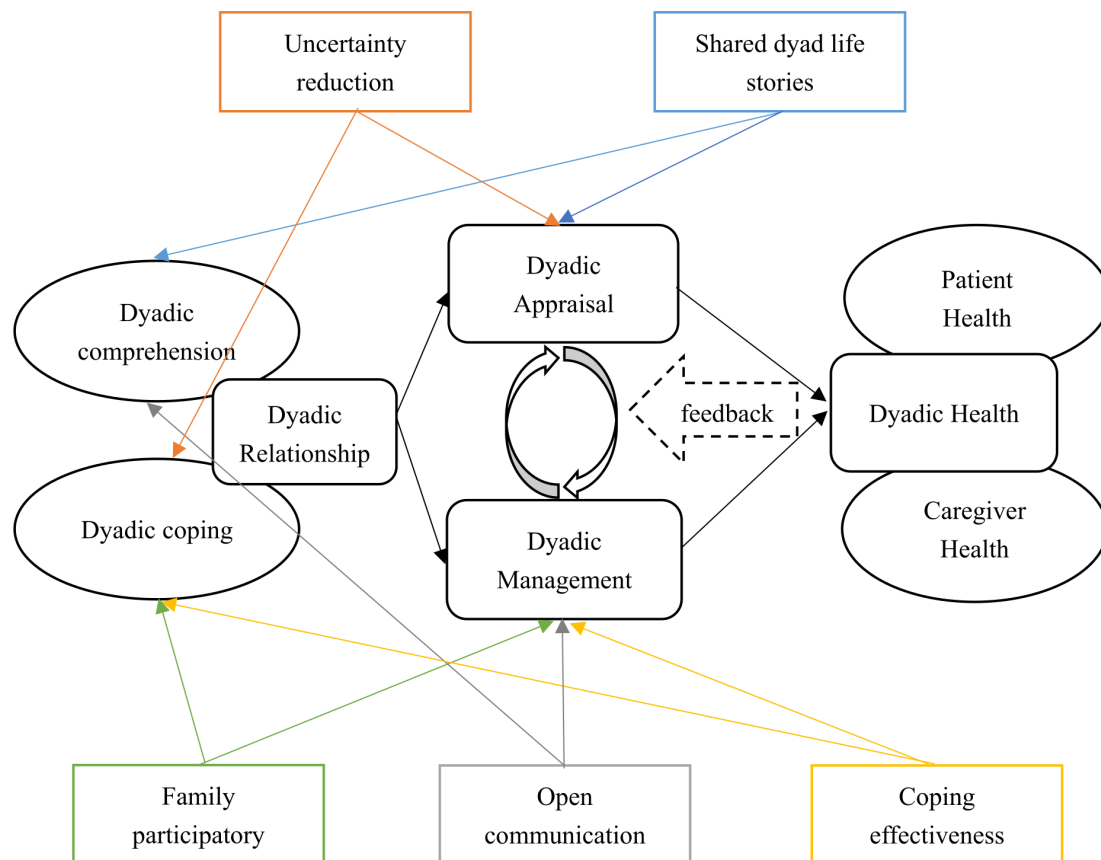 Uncertainty
reduction
Shared dyad life
stories
Dyadic
Appraisal
Patient
Health
Dyadic
comprehension
Dyadic
Relationship
feedback
Dyadic Health
Dyadic coping
Dyadic
Management
Caregiver
Health
Family
participatory
Open
communication
Coping
effectiveness